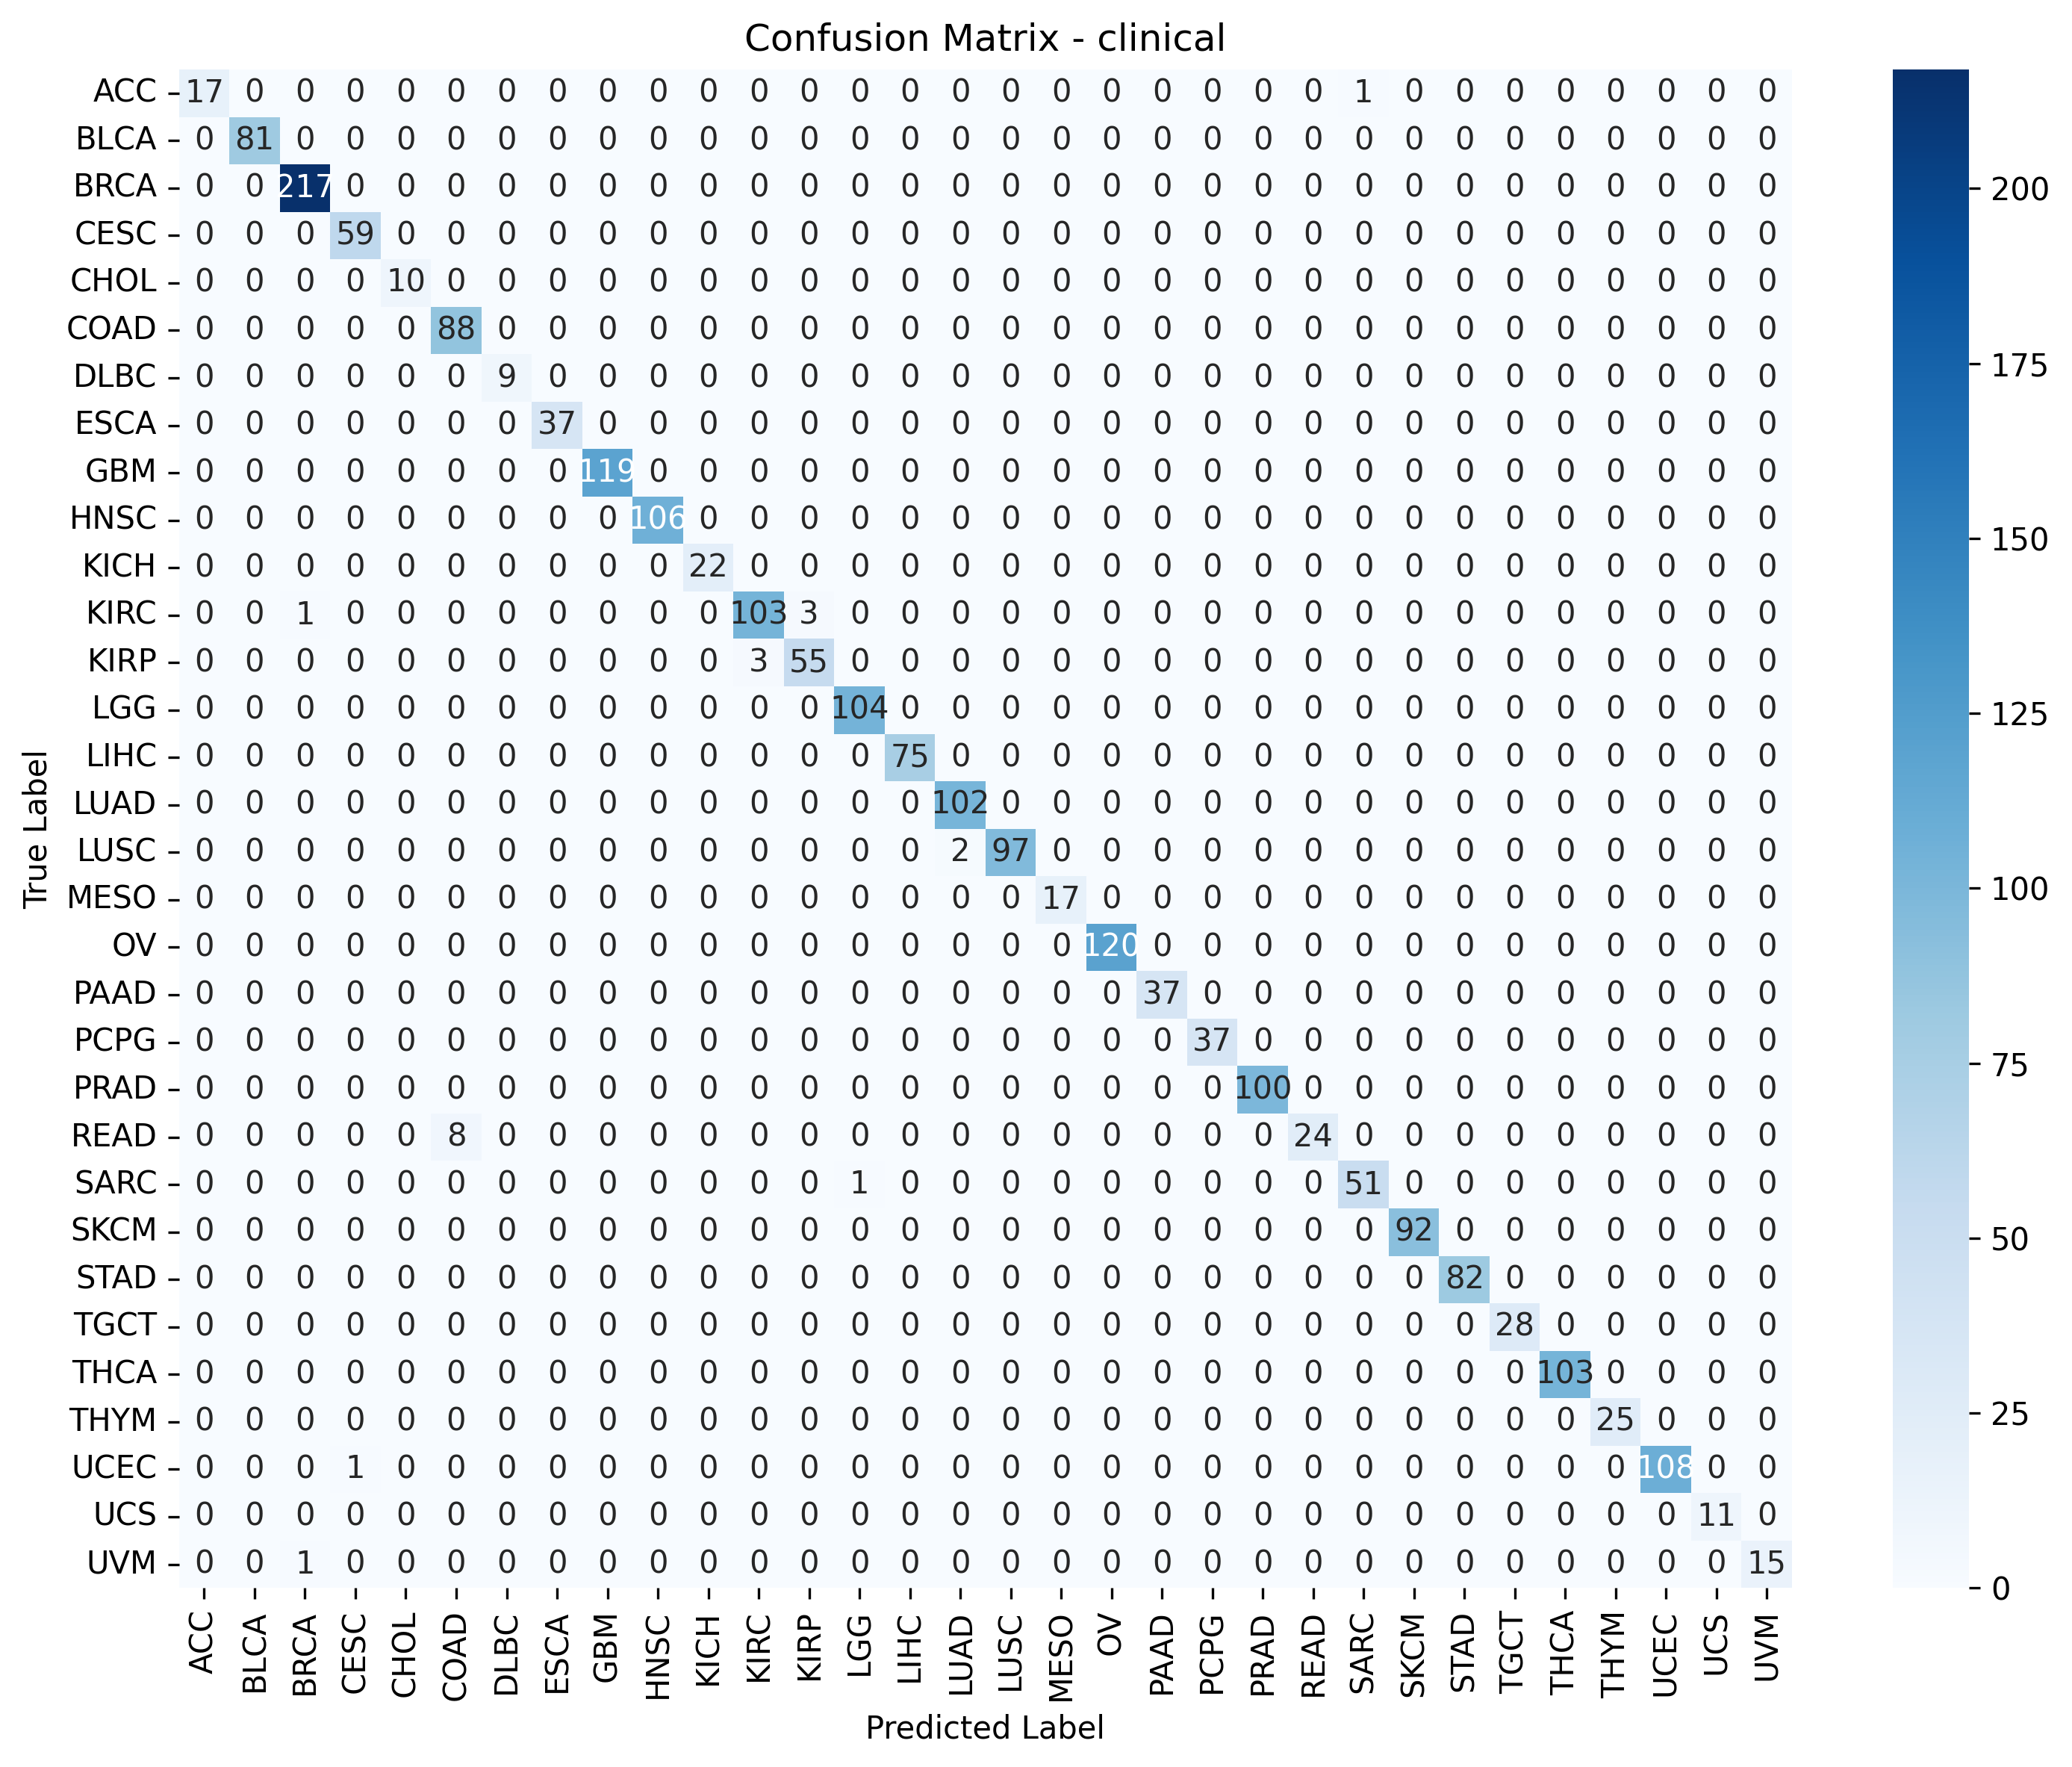 Confusion Matrix - clinical
ACC 17 0 0 0 0 0 0 0 0 0 0 0 0 0 0 0 0 0 0 0 0 0 0 1 0 0 0 0 0 0 0 0
BLCA 0 81 0 0 0 0 0 0 0 0 0 0 0 0 0 0 0 0 0 0 0 0 0 0 0 0 0 0 0 0 0 0
BRCA 0 0 217 0 0 0 0 0 0 0 0 0 0 0 0 0 0 0 0 0 0 0 0 0 0 0 0 0 0 0 0 0
CESC 0 0 0 59 0 0 0 0 0 0 0 0 0 0 0 0 0 0 0 0 0 0 0 0 0 0 0 0 0 0 0 0
CHOL 0 0 0 0 10 0 0 0 0 0 0 0 0 0 0 0 0 0 0 0 0 0 0 0 0 0 0 0 0 0 0 0
COAD 0 0 0 0 0 88 0 0 0 0 0 0 0 0 0 0 0 0 0 0 0 0 0 0 0 0 0 0 0 0 0 0
DLBC 0 0 0 0 0 0 9 0 0 0 0 0 0 0 0 0 0 0 0 0 0 0 0 0 0 0 0 0 0 0 0 0
ESCA 0 0 0 0 0 0 0 37 0 0 0 0 0 0 0 0 0 0 0 0 0 0 0 0 0 0 0 0 0 0 0 0
GBM 0 0 0 0 0 0 0 0 119 0 0 0 0 0 0 0 0 0 0 0 0 0 0 0 0 0 0 0 0 0 0 0
HNSC 0 0 0 0 0 0 0 0 0 106 0 0 0 0 0 0 0 0 0 0 0 0 0 0 0 0 0 0 0 0 0 0
KICH 0 0 0 0 0 0 0 0 0 0 22 0 0 0 0 0 0 0 0 0 0 0 0 0 0 0 0 0 0 0 0 0
KIRC 0 0 1 0 0 0 0 0 0 0 0 103 3 0 0 0 0 0 0 0 0 0 0 0 0 0 0 0 0 0 0 0
KIRP 0 0 0 0 0 0 0 0 0 0 0 3 55 0 0 0 0 0 0 0 0 0 0 0 0 0 0 0 0 0 0 0
LGG 0 0 0 0 0 0 0 0 0 0 0 0 0 104 0 0 0 0 0 0 0 0 0 0 0 0 0 0 0 0 0 0
LIHC 0 0 0 0 0 0 0 0 0 0 0 0 0 0 75 0 0 0 0 0 0 0 0 0 0 0 0 0 0 0 0 0
LUAD 0 0 0 0 0 0 0 0 0 0 0 0 0 0 0 102 0 0 0 0 0 0 0 0 0 0 0 0 0 0 0 0
LUSC 0 0 0 0 0 0 0 0 0 0 0 0 0 0 0 2 97 0 0 0 0 0 0 0 0 0 0 0 0 0 0 0
MESO 0 0 0 0 0 0 0 0 0 0 0 0 0 0 0 0 0 17 0 0 0 0 0 0 0 0 0 0 0 0 0 0
OV 0 0 0 0 0 0 0 0 0 0 0 0 0 0 0 0 0 0 120 0 0 0 0 0 0 0 0 0 0 0 0 0
PAAD 0 0 0 0 0 0 0 0 0 0 0 0 0 0 0 0 0 0 0 37 0 0 0 0 0 0 0 0 0 0 0 0
PCPG 0 0 0 0 0 0 0 0 0 0 0 0 0 0 0 0 0 0 0 0 37 0 0 0 0 0 0 0 0 0 0 0
PRAD 0 0 0 0 0 0 0 0 0 0 0 0 0 0 0 0 0 0 0 0 0 100 0 0 0 0 0 0 0 0 0 0
READ 0 0 0 0 0 8 0 0 0 0 0 0 0 0 0 0 0 0 0 0 0 0 24 0 0 0 0 0 0 0 0 0
SARC 0 0 0 0 0 0 0 0 0 0 0 0 0 1 0 0 0 0 0 0 0 0 0 51 0 0 0 0 0 0 0 0
SKCM 0 0 0 0 0 0 0 0 0 0 0 0 0 0 0 0 0 0 0 0 0 0 0 0 92 0 0 0 0 0 0 0
STAD 0 0 0 0 0 0 0 0 0 0 0 0 0 0 0 0 0 0 0 0 0 0 0 0 0 82 0 0 0 0 0 0
TGCT 0 0 0 0 0 0 0 0 0 0 0 0 0 0 0 0 0 0 0 0 0 0 0 0 0 0 28 0 0 0 0 0
THCA 0 0 0 0 0 0 0 0 0 0 0 0 0 0 0 0 0 0 0 0 0 0 0 0 0 0 0 103 0 0 0 0
THYM 0 0 0 0 0 0 0 0 0 0 0 0 0 0 0 0 0 0 0 0 0 0 0 0 0 0 0 0 25 0 0 0
UCEC 0 0 0 1 0 0 0 0 0 0 0 0 0 0 0 0 0 0 0 0 0 0 0 0 0 0 0 0 0 108 0 0
UCS 0 0 0 0 0 0 0 0 0 0 0 0 0 0 0 0 0 0 0 0 0 0 0 0 0 0 0 0 0 0 11 0
UVM 0 0 1 0 0 0 0 0 0 0 0 0 0 0 0 0 0 0 0 0 0 0 0 0 0 0 0 0 0 0 0 15
ACC BLCA BRCA CESC CHOL COAD DLBC ESCA GBM HNSC KICH KIRC KIRP LGG LIHC LUAD LUSC MESO OV PAAD PCPG PRAD READ SARC SKCM STAD TGCT THCA THYM UCEC UCS UVM
Predicted Label
True Label
200
175
150
125
100
75
50
25
0